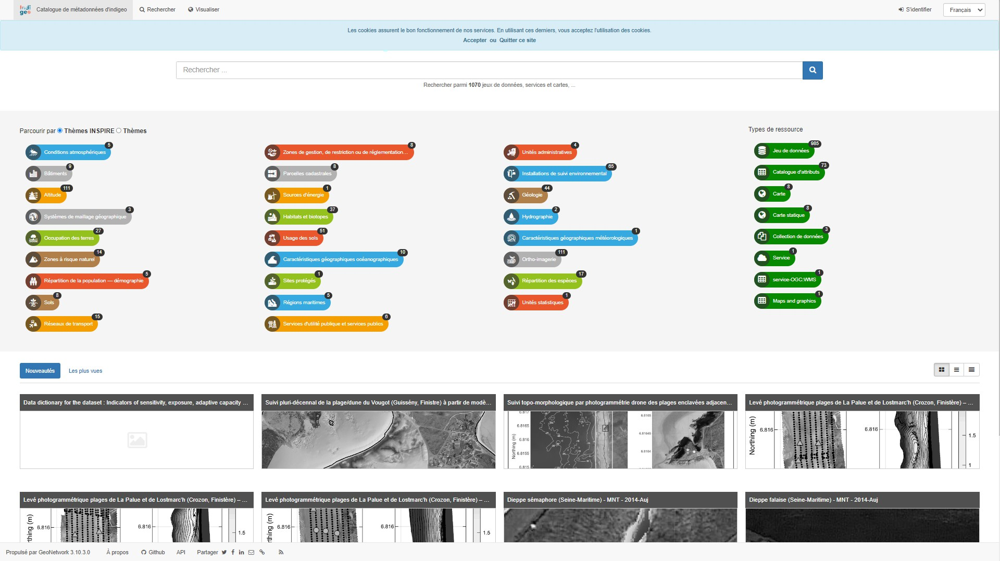 Indi geo Catalogue de métadonnées d'indigeo Rechercher Visualiser S'identifier Français
Les cookies assurent le bon fonctionnement de nos services. En utilisant ces derniers, vous acceptez l'utilisation des cookies.
Accepter ou Quitter ce site
Rechercher ...
Rechercher parmi 1070 jeux de données, services et cartes, ...
Parcourir par Thèmes INSPIRE Thèmes
Conditions atmosphériques 5
Bâtiments 9
Altitude 111
Systèmes de maillage géographique 3
Occupation des terres 27
Zones à risque naturel 14
Répartition de la population — démographie 5
Sols 8
Réseaux de transport 15
Zones de gestion, de restriction ou de réglementation... 8
Parcelles cadastrales 8
Sources d'énergie 1
Habitats et biotopes 37
Usage des sols 51
Caractéristiques géographiques océanographiques 10
Sites protégés 1
Régions maritimes 5
Services d'utilité publique et services publics 6
Unités administratives 4
Installations de suivi environnemental 65
Géologie 44
Hydrographie 2
Caractéristiques géographiques météorologiques 1
Ortho-imagerie 111
Répartition des espèces 17
Unités statistiques 1
Types de ressource
Jeu de données 985
Catalogue d'attributs 73
Carte 8
Carte statique 8
Collection de données 3
Service 1
service-OGC:WMS 1
Maps and graphics 1
Nouveautés Les plus vues
Data dictionary for the dataset : Indicators of sensitivity, exposure, adaptive capacity ...
Suivi pluri-décennal de la plage/dune du Vougot (Guissény, Finistre) à partir de modè...
Suivi topo-morphologique par photogrammétrie drone des plages enclavées adjacen...
Northing (m)
6.817
6.8165
6.816
6.8155
6.815
6.8165
6.81645
6.8164
Levé photogrammétrique plages de La Palue et de Lostmarc'h (Crozon, Finistère) – ...
Northing (m)
6.816
6.816
1.5
1
Levé photogrammétrique plages de La Palue et de Lostmarc'h (Crozon, Finistère) – ...
thing (m)
6.816
6.816
1.5
Levé photogrammétrique plages de La Palue et de Lostmarc'h (Crozon, Finistère) – ...
rthing (m)
6.816
6.816
1.5
Dieppe sémaphore (Seine-Maritime) - MNT - 2014-Auj
Dieppe falaise (Seine-Maritime) - MNT - 2014-Auj
Propulsé par GeoNetwork 3.10.3.0 À propos Github API Partager